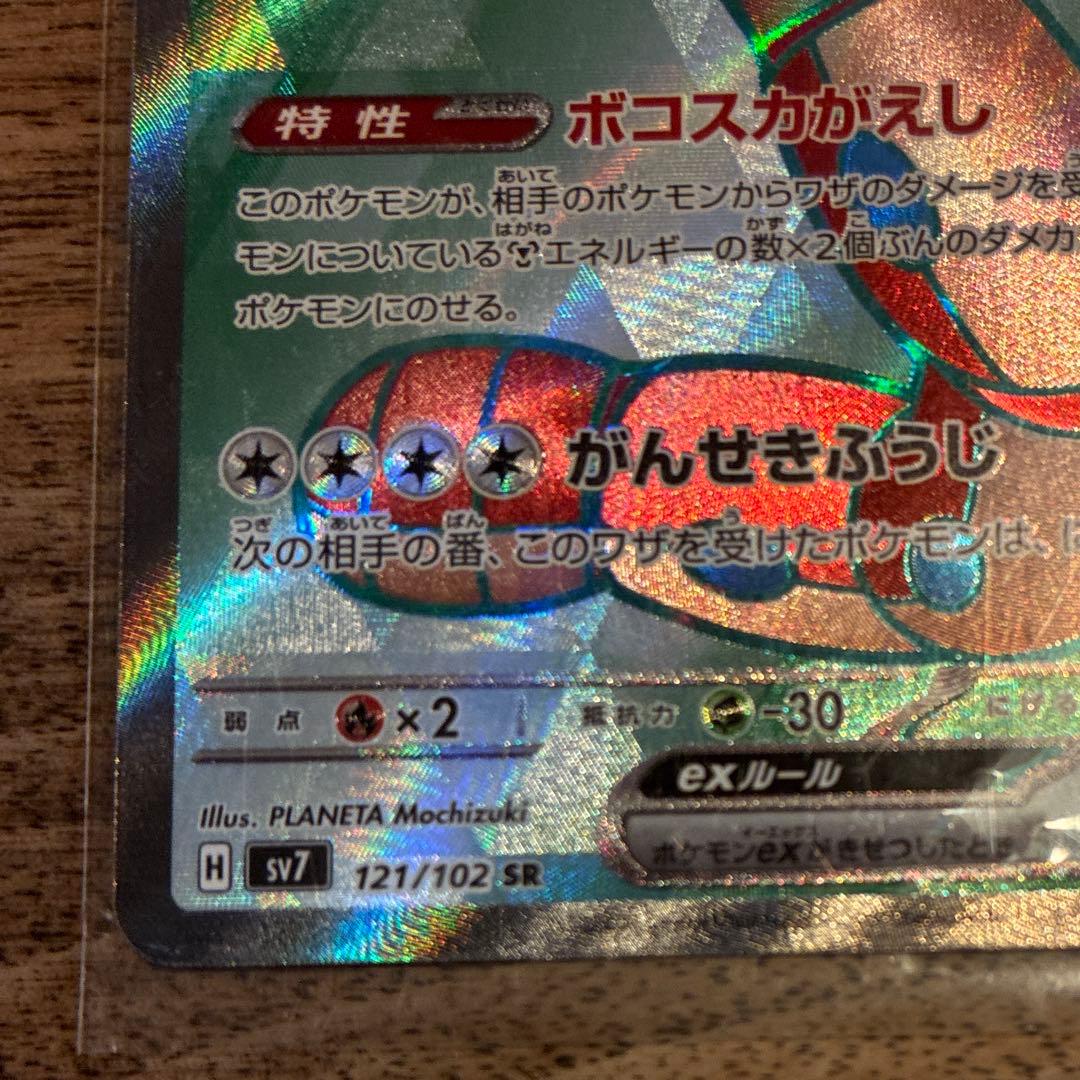 特性 ボコスカがえし
このポケモンが、相手のポケモンからワザのダメージを受
モンについているエネルギーの数×2個ぶんのダメカ
ポケモンにのせる。
がんせきふうじ
次の相手の番、このワザを受けたポケモンは、に
弱点 ×2 抵抗力 -30 にげる
exルール
ポケモンexがきぜつしたとき
Illus. PLANETA Mochizuki
H SV7 121/102 SR